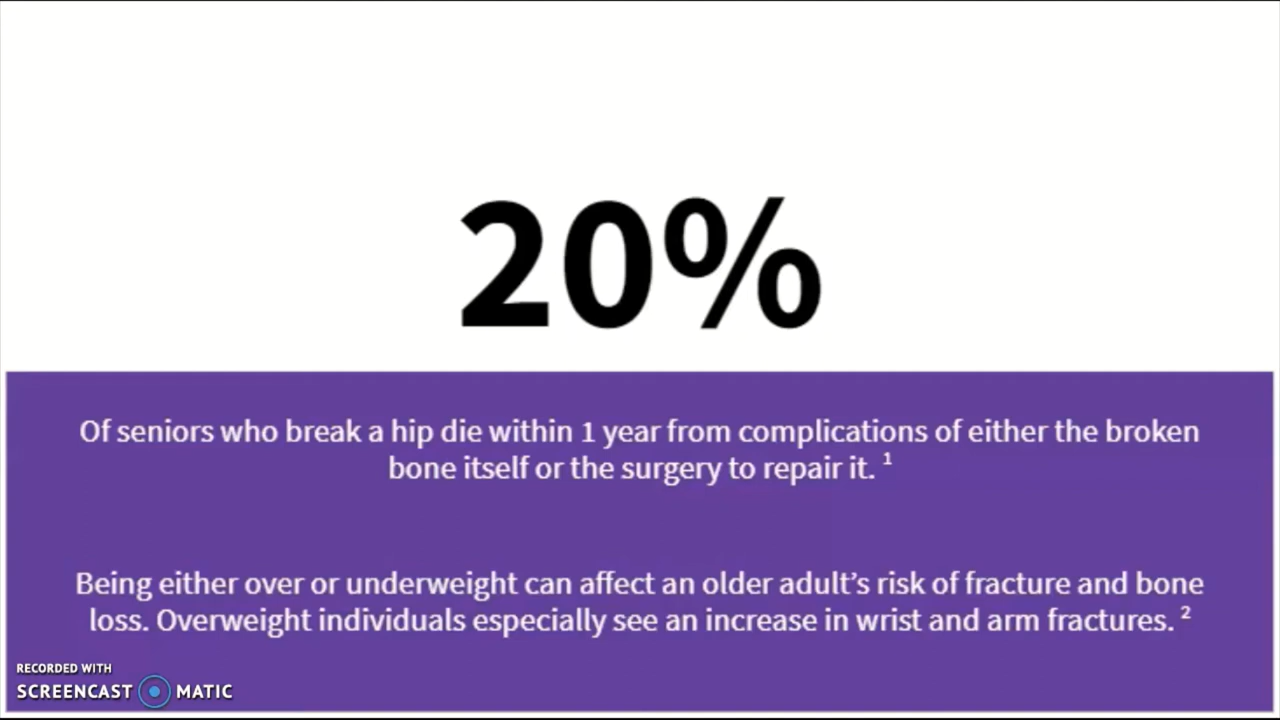 20%
Of seniors who break a hip die within 1 year from complications of either the broken
bone itself or the surgery to repair it. ¹
Being either over or underweight can affect an older adult’s risk of fracture and bone
loss. Overweight individuals especially see an increase in wrist and arm fractures. ²
RECORDED WITH
SCREENCAST MATIC